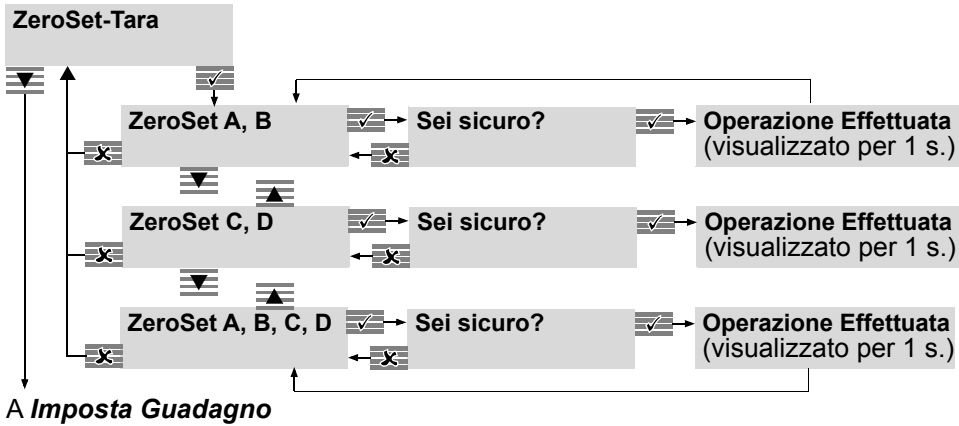 ZeroSet-Tara
ZeroSet A, B
Sei sicuro?
Operazione Effettuata
(visualizzato per 1 s.)
ZeroSet C, D
Sei sicuro?
Operazione Effettuata
(visualizzato per 1 s.)
ZeroSet A, B, C, D
Sei sicuro?
Operazione Effettuata
(visualizzato per 1 s.)
A Imposta Guadagno